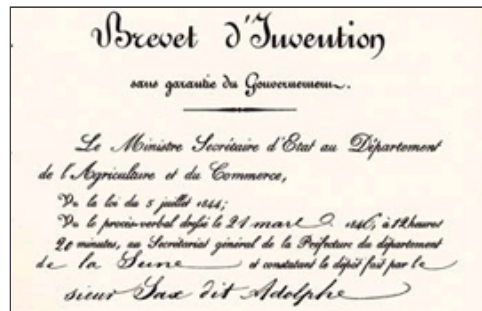 Brevet d'Invention
sans garantie du Gouvernement.
Le Ministre Secrétaire d'Etat au Département
de l'Agriculture et du Commerce,
Vu la loi du 5 juillet 1844;
Vu le procès-verbal dressé le 21 mars 1846, à 12 heures
20 minutes, au Secrétariat général de la Préfecture du département
de la Seine et constatant le dépôt fait par le
sieur Sax dit Adolphe